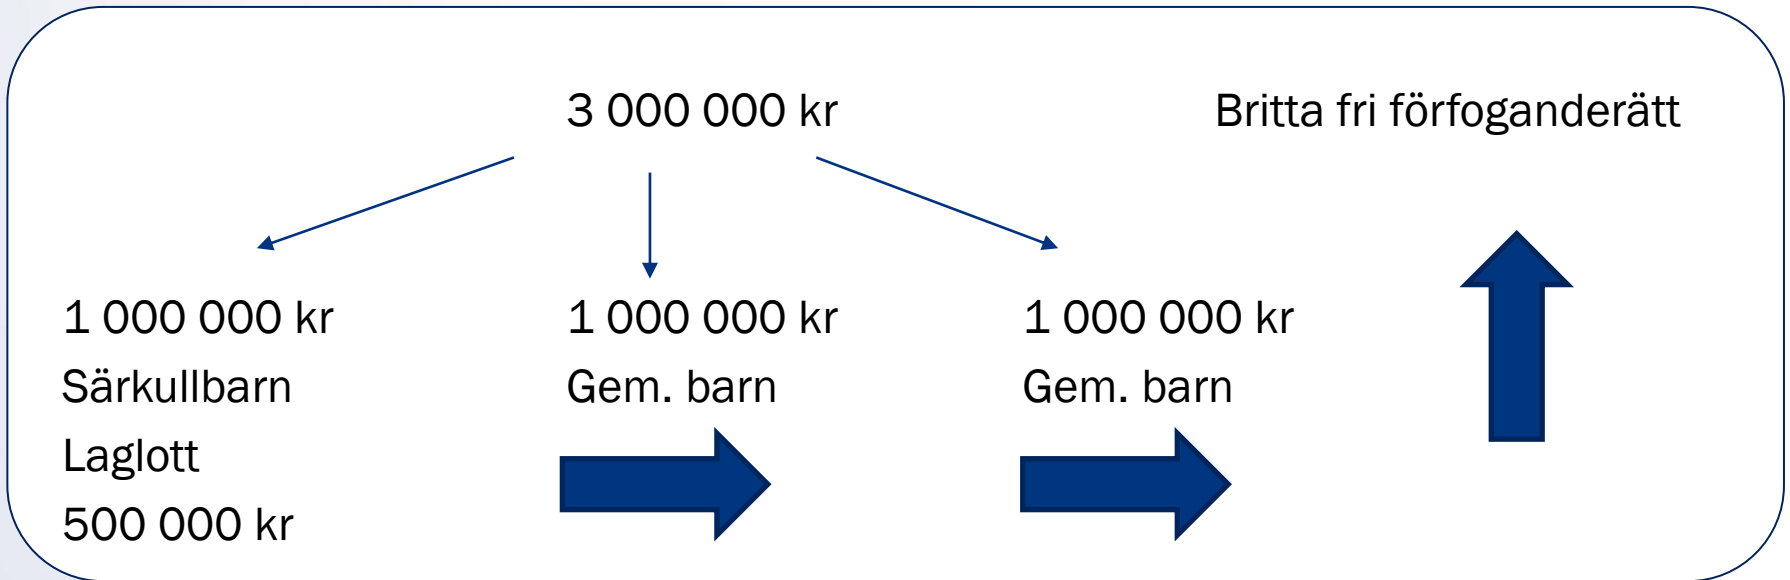 3 000 000 kr
Britta fri förfoganderätt
1 000 000 kr
Särkullbarn
Laglott
500 000 kr
1 000 000 kr
Gem. barn
1 000 000 kr
Gem. barn